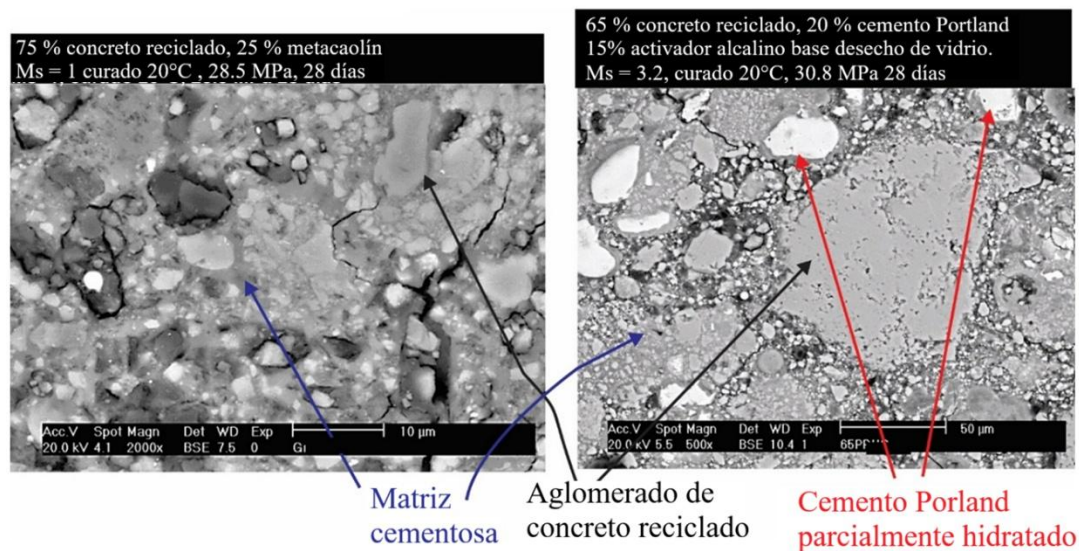 75 % concreto reciclado, 25 % metacaolín
Ms = 1 curado 20°C , 28.5 MPa, 28 días
65 % concreto reciclado, 20 % cemento Portland
15% activador alcalino base desecho de vidrio.
Ms = 3.2, curado 20°C, 30.8 MPa 28 días
Acc.V Spot Magn Det WD Exp 10 µm
20.0 kV 4.1 2000x BSE 7.5 0
Acc.V Spot Magn Det WD Exp 50 µm
20.0 kV 5.5 500x BSE 10.4 1
Matriz
cementosa
Aglomerado de
concreto reciclado
Cemento Porland
parcialmente hidratado